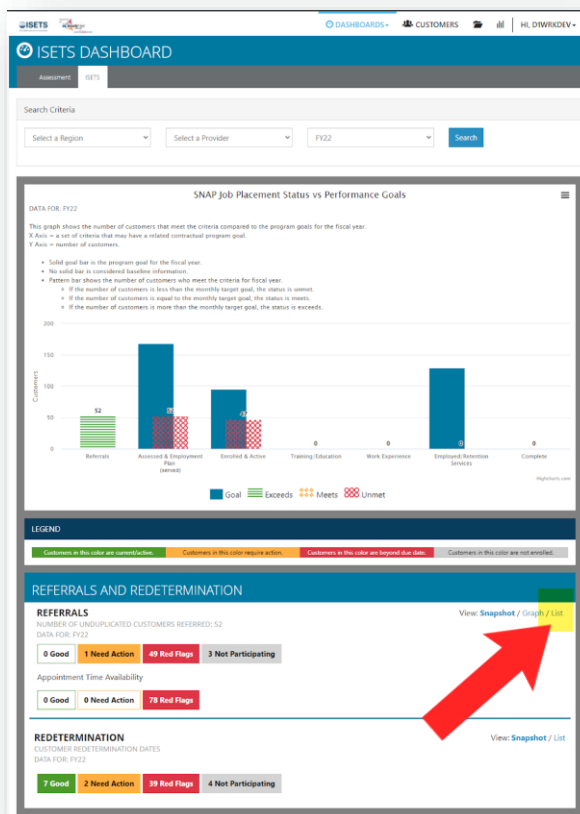 ISETS
DASHBOARDS
CUSTOMERS
HI, D1WRKDEV
ISETS DASHBOARD
Assessment
ISETS
Search Criteria
Select a Region
Select a Provider
FY22
Search
SNAP Job Placement Status vs Performance Goals
DATA FOR: FY22
This graph shows the number of customers that meet the criteria compared to the program goals for the fiscal year.
X Axis = a set of criteria that may have a related contractual program goal.
Y Axis = number of customers.
• Solid goal bar is the program goal for the fiscal year.
• No solid bar is considered baseline information.
• Pattern bar shows the number of customers who meet the criteria for fiscal year.
If the number of customers is less than the monthly target goal, the status is unmet.
If the number of customers is equal to the monthly target goal, the status is meets.
If the number of customers is more than the monthly target goal, the status is exceeds.
Customers
200
150
100
50
0
52
0
0
0
0
Referrals
Assessed & Employment Plan (served)
Enrolled & Active
Training/Education
Work Experience
Employed/Retention Services
Complete
Goal Exceeds Meets Unmet
Highcharts.com
LEGEND
Customers in this color are current/active.
Customers in this color require action.
Customers in this color are beyond due date.
Customers in this color are not enrolled.
REFERRALS AND REDETERMINATION
REFERRALS
View: Snapshot / Graph / List
NUMBER OF UNDUPLICATED CUSTOMERS REFERRED: 52
DATA FOR: FY22
0 Good
1 Need Action
49 Red Flags
3 Not Participating
Appointment Time Availability
0 Good
0 Need Action
78 Red Flags
REDETERMINATION
View: Snapshot / List
CUSTOMER REDETERMINATION DATES
DATA FOR: FY22
7 Good
2 Need Action
39 Red Flags
4 Not Participating